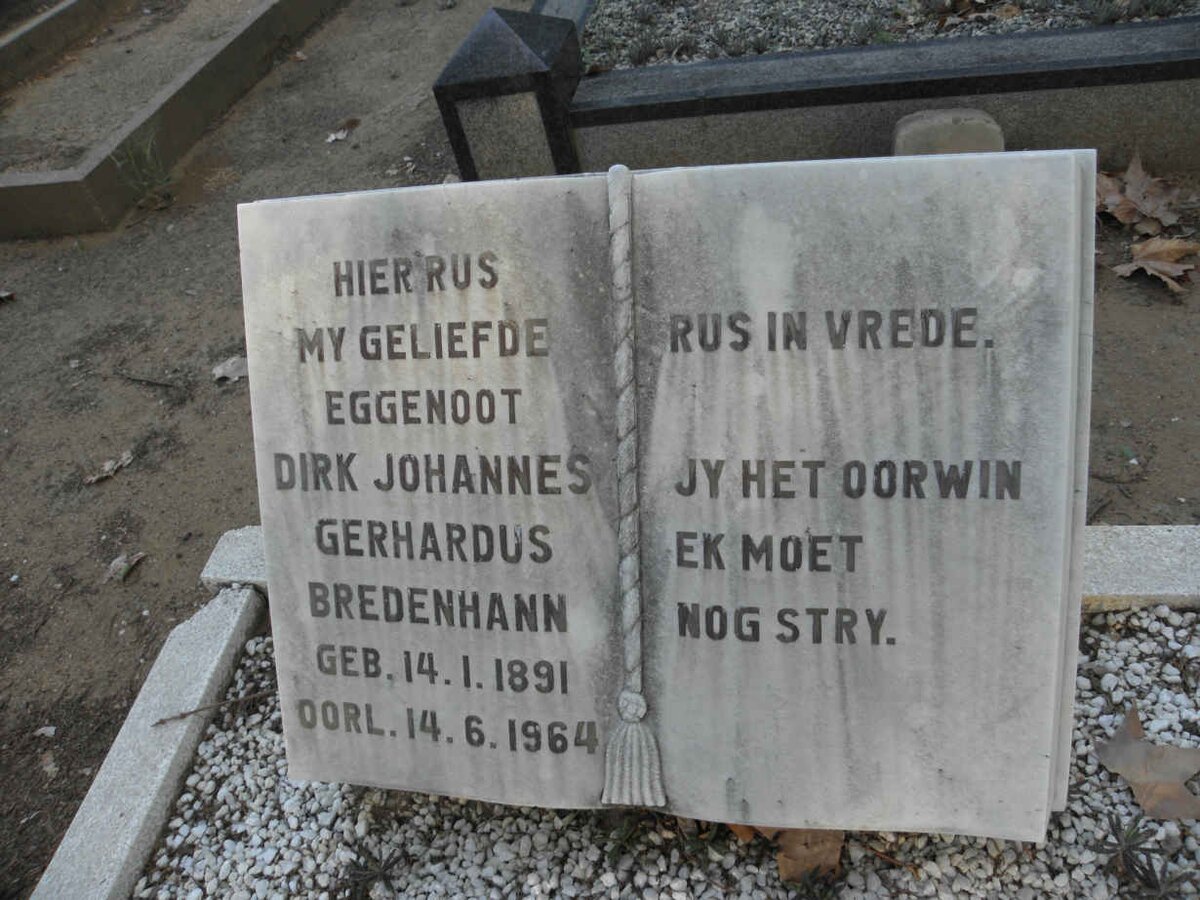 HIER RUS
MY GELIEFDE
EGGENOOT
DIRK JOHANNES
GERHARDUS
BREDENHANN
GEB. 14. 1. 1891
OORL. 14. 6. 1964
RUS IN VREDE.
JY HET OORWIN
EK MOET
NOG STRY.